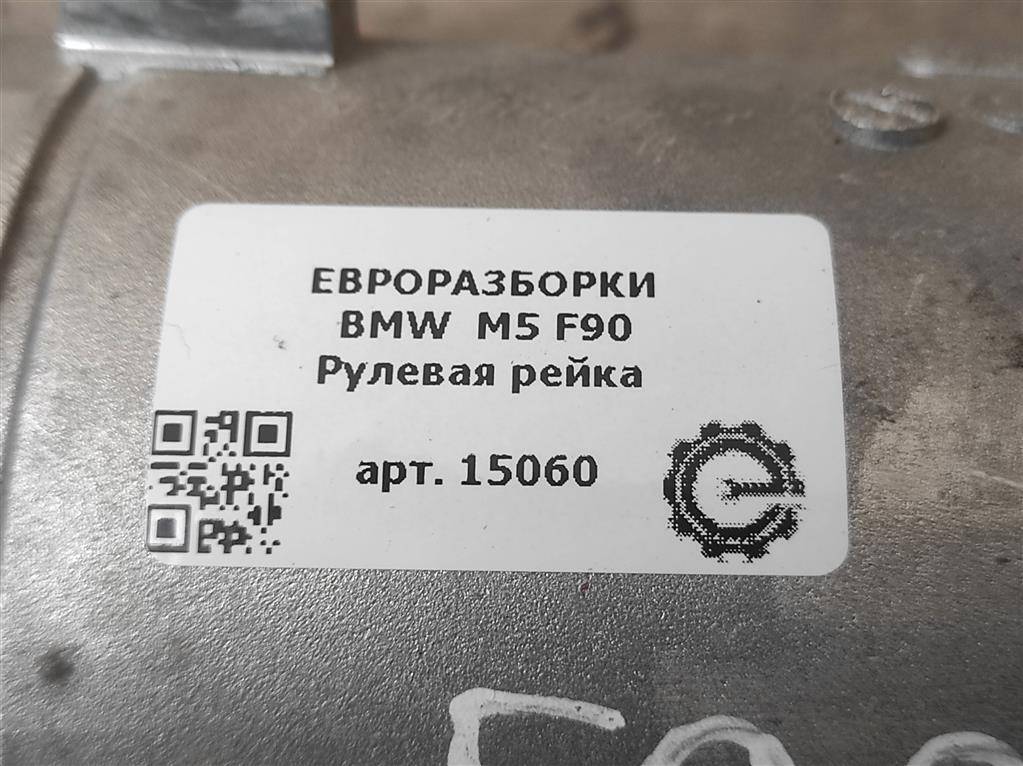 ЕВРОРАЗБОРКИ
BMW M5 F90
Рулевая рейка
арт. 15060